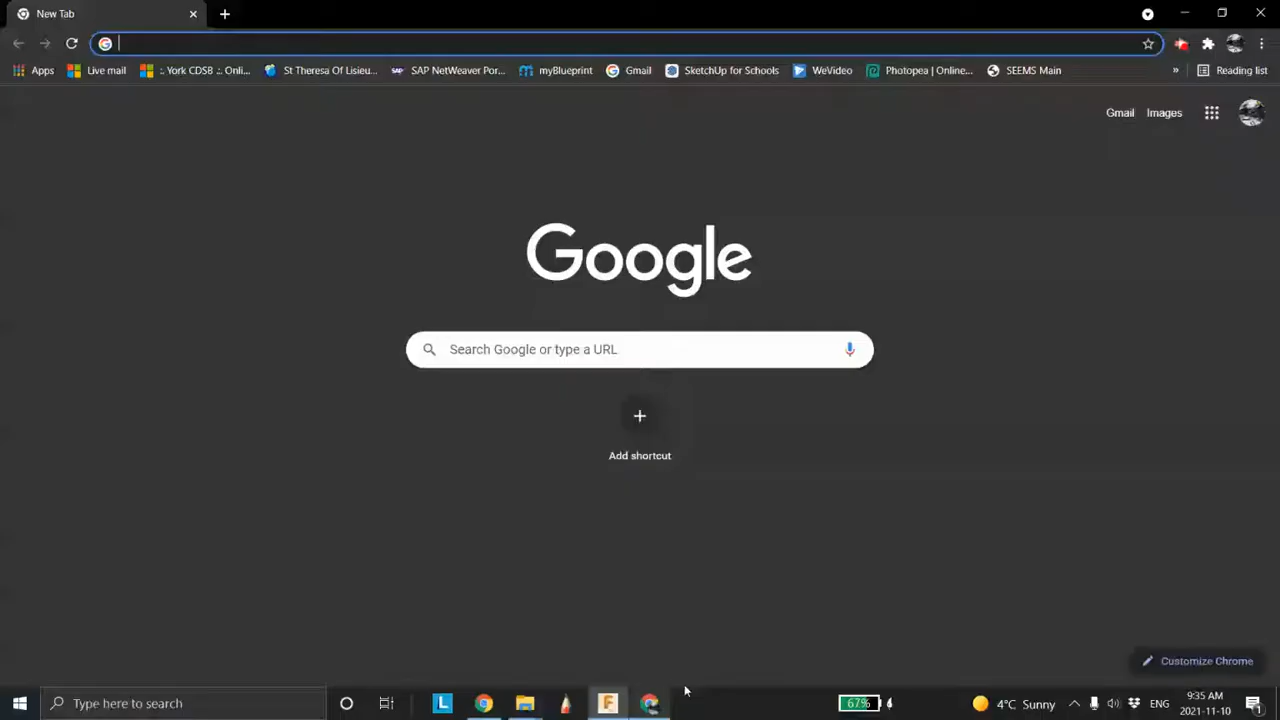 New Tab
Apps Live mail :: York CDSB ::. Onli... St Theresa Of Lisieu... SAP NetWeaver Por... myBlueprint Gmail SketchUp for Schools WeVideo Photopea | Online... SEEMS Main » Reading list
Gmail Images
Google
Search Google or type a URL
Add shortcut
Customize Chrome
Type here to search L F 67% 4°C Sunny ENG 9:35 AM
2021-11-10